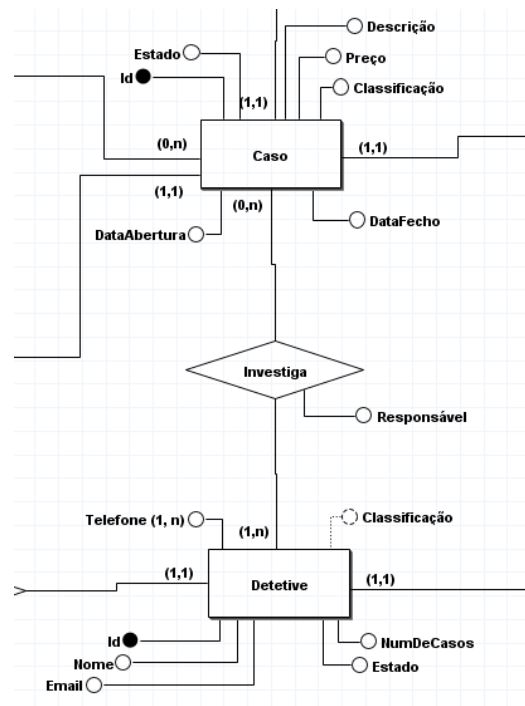 Descrição
Estado
Preço
Id
Classificação
(1,1)
(0,n)
Caso
(1,1)
(1,1)
(0,n)
DataAbertura
DataFecho
Investiga
Responsável
Telefone (1, n)
Classificação
(1,n)
(1,1)
Detetive
(1,1)
Id
NumDeCasos
Nome
Estado
Email